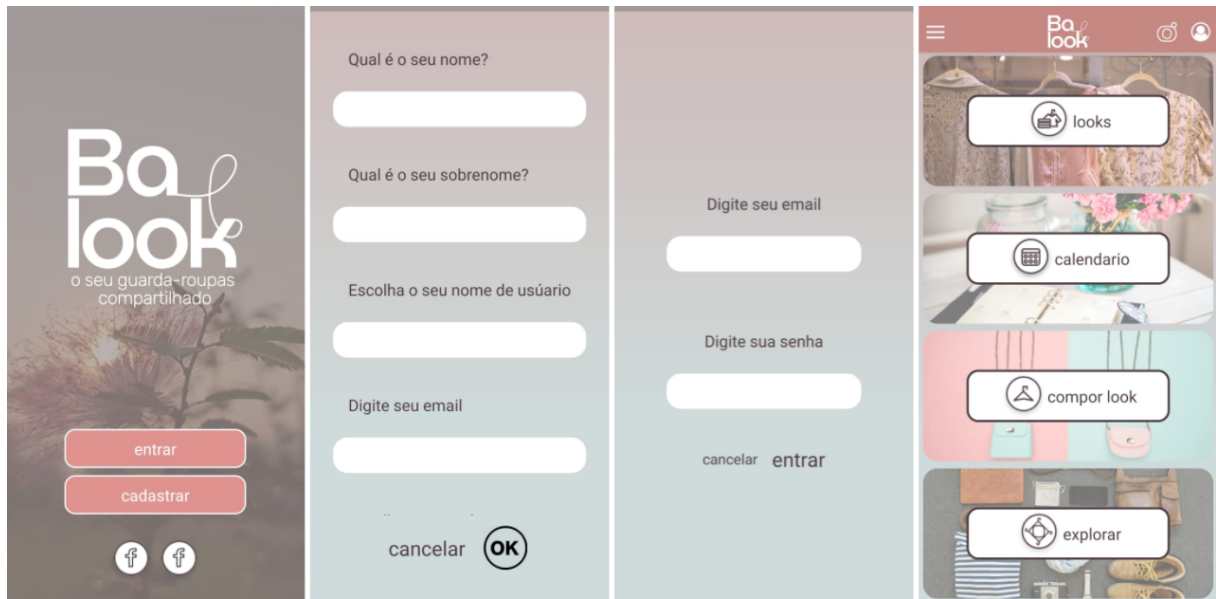 Ba
look
o seu guarda-roupas
compartilhado
entrar
cadastrar
f f
Qual é o seu nome?
Qual é o seu sobrenome?
Escolha o seu nome de usúario
Digite seu email
cancelar OK
Digite seu email
Digite sua senha
cancelar entrar
Ba
look
looks
calendario
compor look
explorar